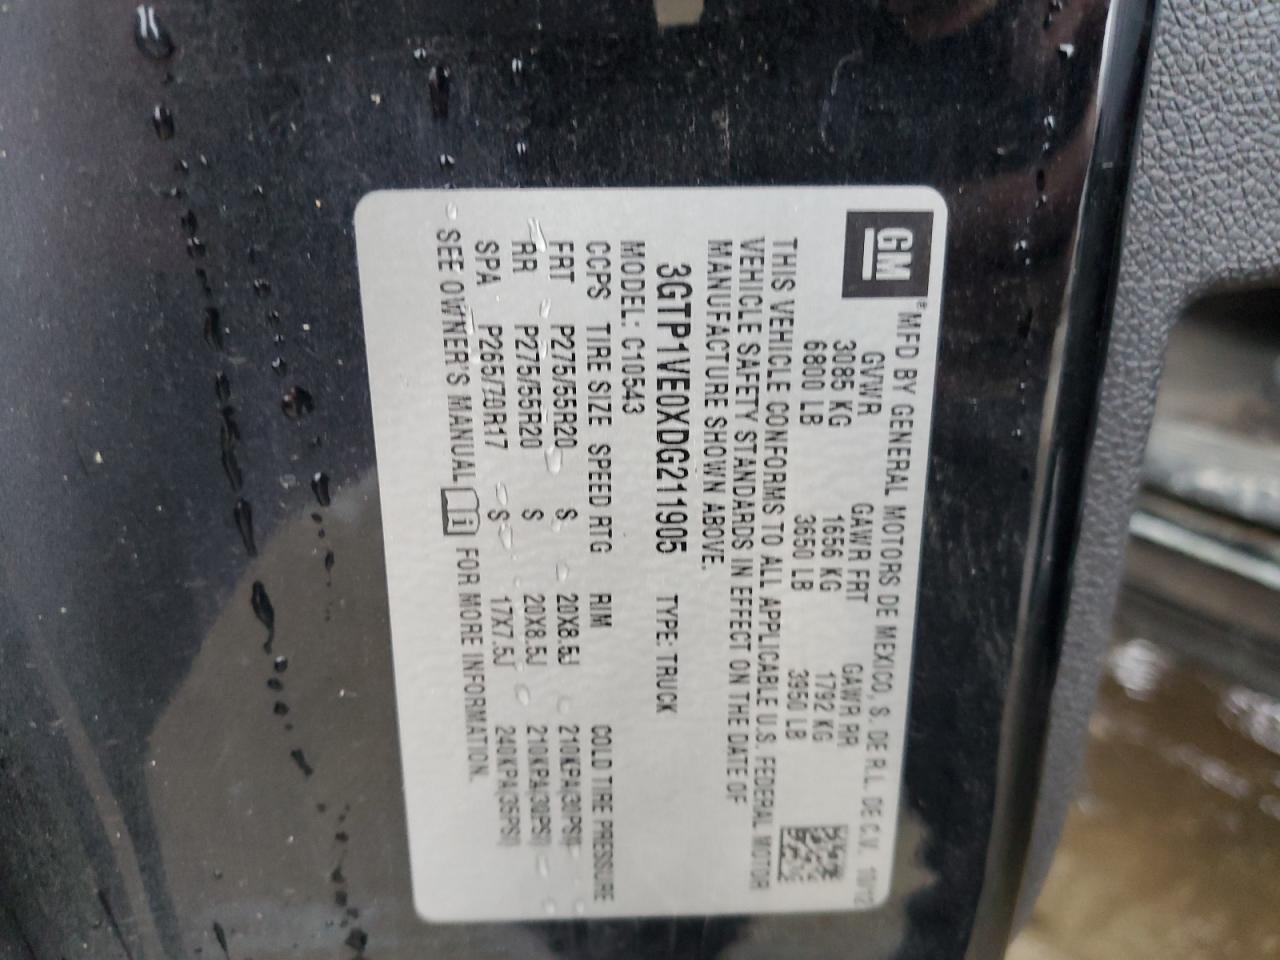 GM
MFD BY GENERAL MOTORS DE MEXICO, S. DE R.L. DE C.V. 10/12
GVWR GAWR FRT GAWR RR
3085 KG 1656 KG 1792 KG
6800 LB 3650 LB 3950 LB
THIS VEHICLE CONFORMS TO ALL APPLICABLE U.S. FEDERAL MOTOR
VEHICLE SAFETY STANDARDS IN EFFECT ON THE DATE OF
MANUFACTURE SHOWN ABOVE.
3GTP1VE0XDG211905 TYPE: TRUCK
MODEL: C10543
CCPS TIRE SIZE SPEED RTG RIM COLD TIRE PRESSURE
FRT P275/55R20 S 20X8.5J 210KPA(30PSI)
RR P275/55R20 S 20X8.5J 210KPA(30PSI)
SPA P265/70R17 S 17X7.5J 240KPA(35PSI)
SEE OWNER'S MANUAL i FOR MORE INFORMATION.